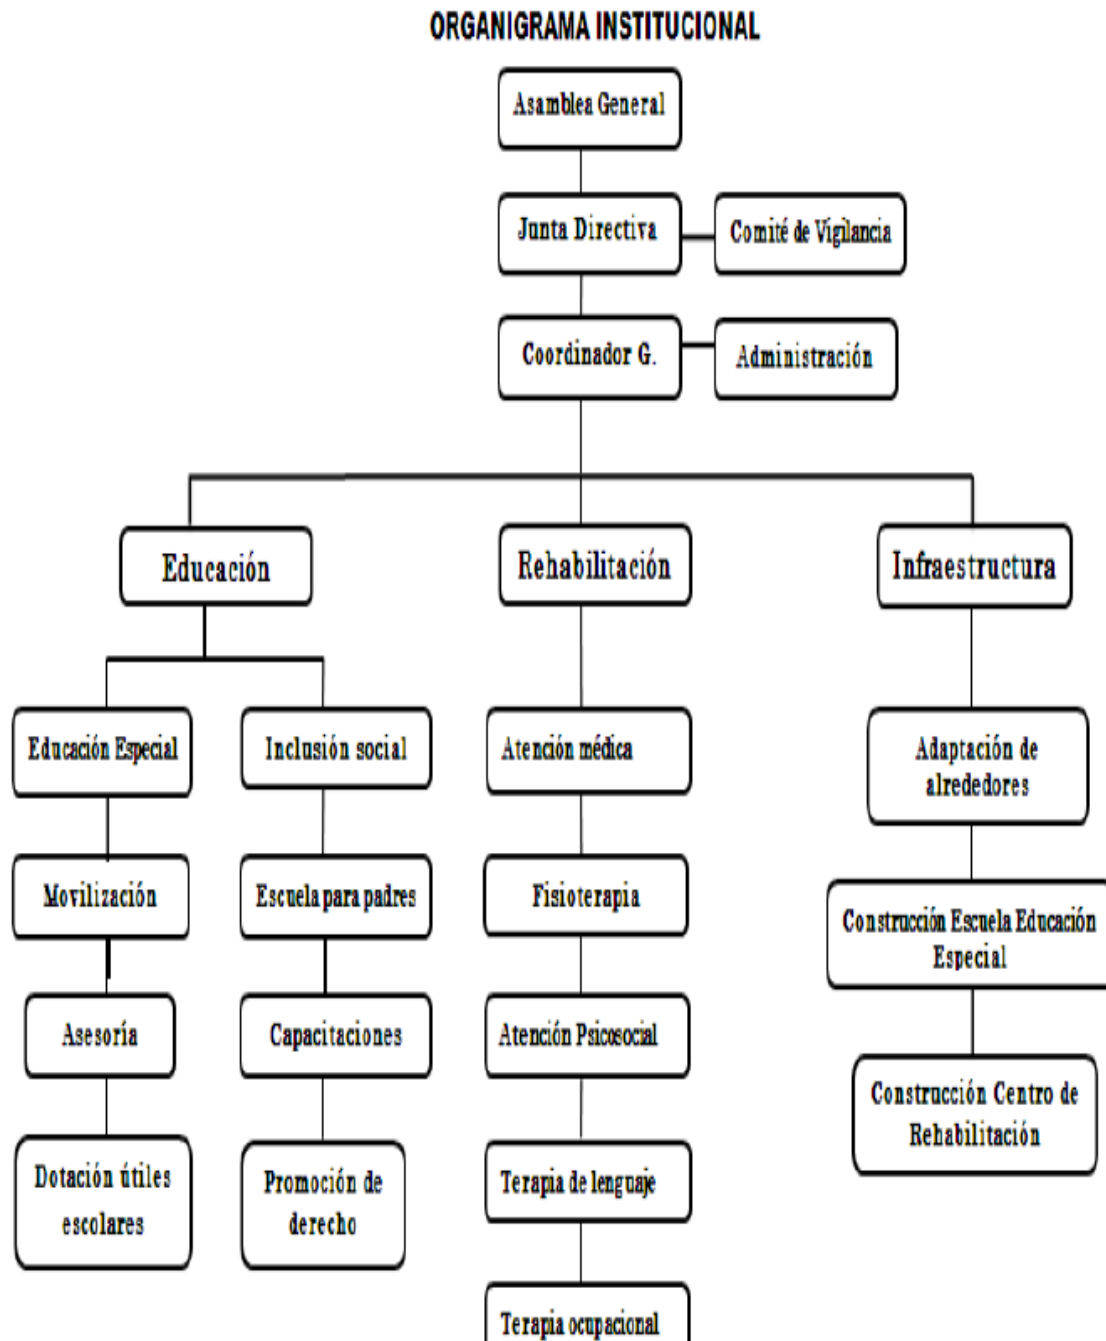 ORGANIGRAMA INSTITUCIONAL
Asamblea General
Junta Directiva
Comité de Vigilancia
Coordinador G.
Administración
Educación
Rehabilitación
Infraestructura
Educación Especial
Inclusión social
Atención médica
Adaptación de
alrededores
Movilización
Escuela para padres
Fisioterapia
Construcción Escuela Educación
Especial
Asesoría
Capacitaciones
Atención Psicosocial
Construcción Centro de
Rehabilitación
Dotación útiles
escolares
Promoción de
derecho
Terapia de lenguaje
Terapia ocupacional